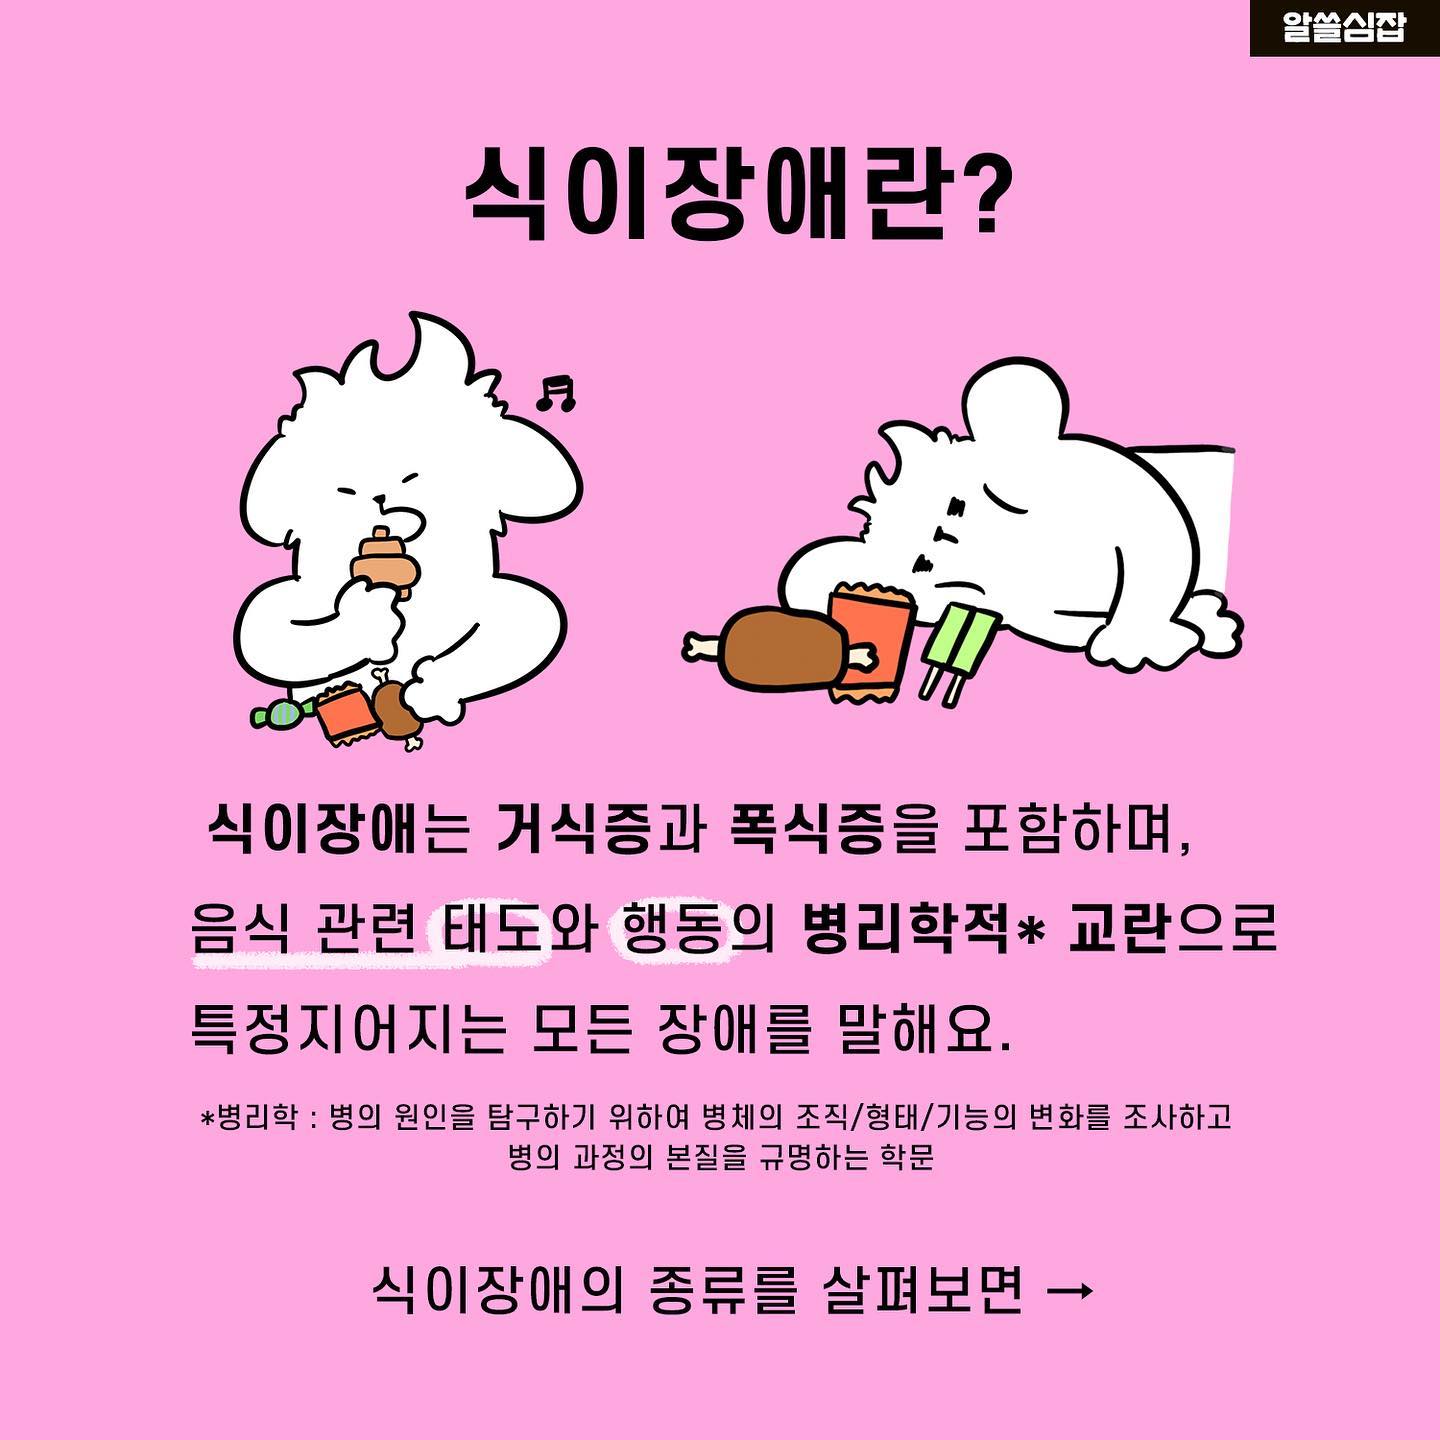 알쓸심잡
식이장애란?
식이장애는 거식증과 폭식증을 포함하며,
음식 관련 태도와 행동의 병리학적* 교란으로
특정지어지는 모든 장애를 말해요.
*병리학 : 병의 원인을 탐구하기 위하여 병체의 조직/형태/기능의 변화를 조사하고
병의 과정의 본질을 규명하는 학문
식이장애의 종류를 살펴보면 →